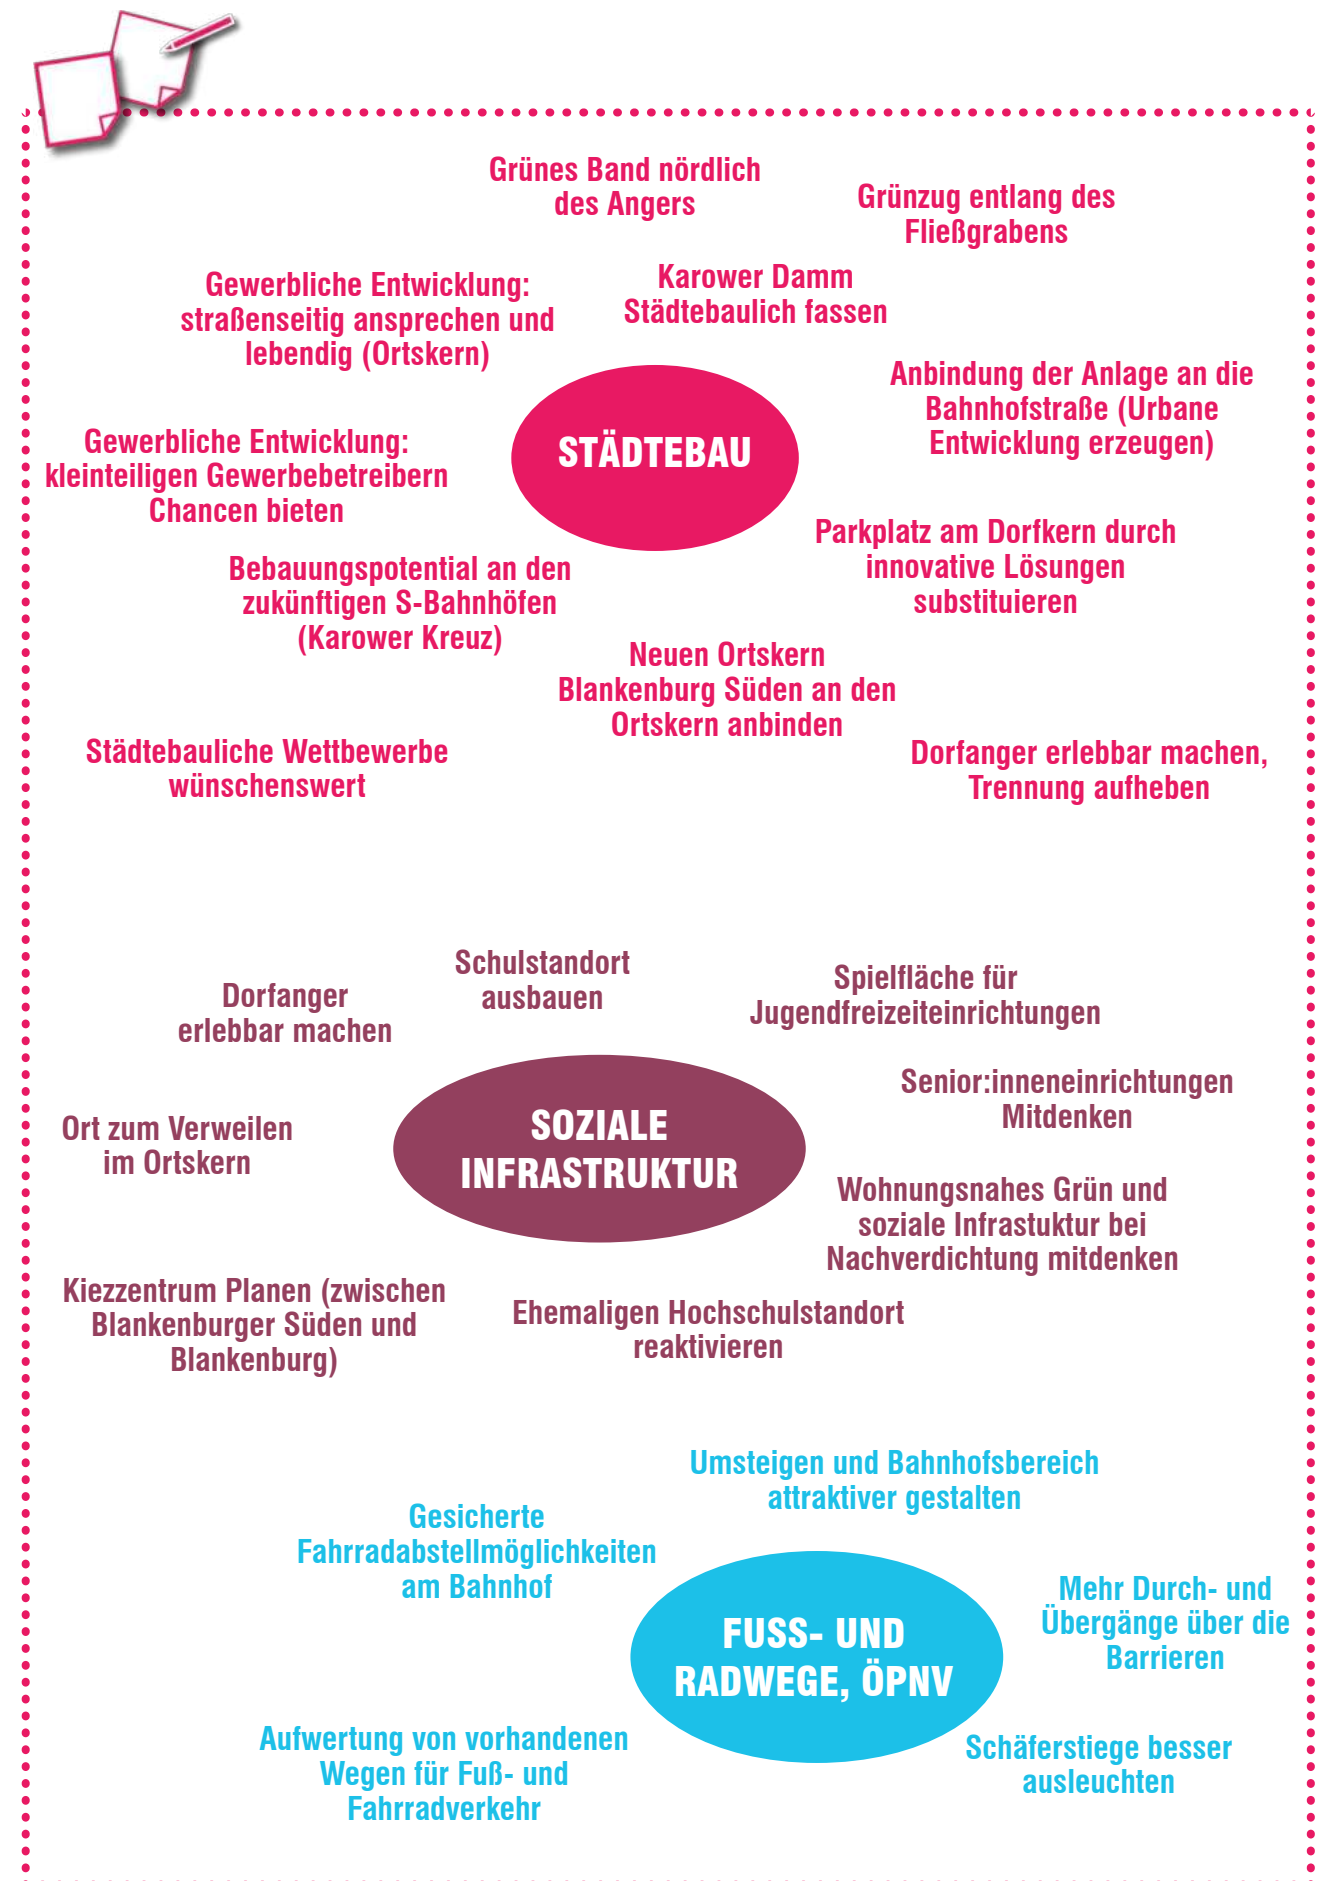 Grünes Band nördlich
des Angers
Grünzug entlang des
Fließgrabens
Gewerbliche Entwicklung:
straßenseitig ansprechen und
lebendig (Ortskern)
Karower Damm
Städtebaulich fassen
Anbindung der Anlage an die
Bahnhofstraße (Urbane
Entwicklung erzeugen)
Gewerbliche Entwicklung:
kleinteiligen Gewerbebetreibern
Chancen bieten
STÄDTEBAU
Parkplatz am Dorfkern durch
innovative Lösungen
substituieren
Bebauungspotential an den
zukünftigen S-Bahnhöfen
(Karower Kreuz)
Neuen Ortskern
Blankenburg Süden an den
Ortskern anbinden
Städtebauliche Wettbewerbe
wünschenswert
Dorfanger erlebbar machen,
Trennung aufheben
Schulstandort
ausbauen
Dorfanger
erlebbar machen
Spielfläche für
Jugendfreizeiteinrichtungen
Senior:inneneinrichtungen
Mitdenken
Ort zum Verweilen
im Ortskern
SOZIALE
INFRASTRUKTUR
Wohnungsnahes Grün und
soziale Infrastuktur bei
Nachverdichtung mitdenken
Kiezzentrum Planen (zwischen
Blankenburger Süden und
Blankenburg)
Ehemaligen Hochschulstandort
reaktivieren
Umsteigen und Bahnhofsbereich
attraktiver gestalten
Gesicherte
Fahrradabstellmöglichkeiten
am Bahnhof
Mehr Durch- und
Übergänge über die
Barrieren
FUSS- UND
RADWEGE, ÖPNV
Aufwertung von vorhandenen
Wegen für Fuß- und
Fahrradverkehr
Schäferstiege besser
ausleuchten